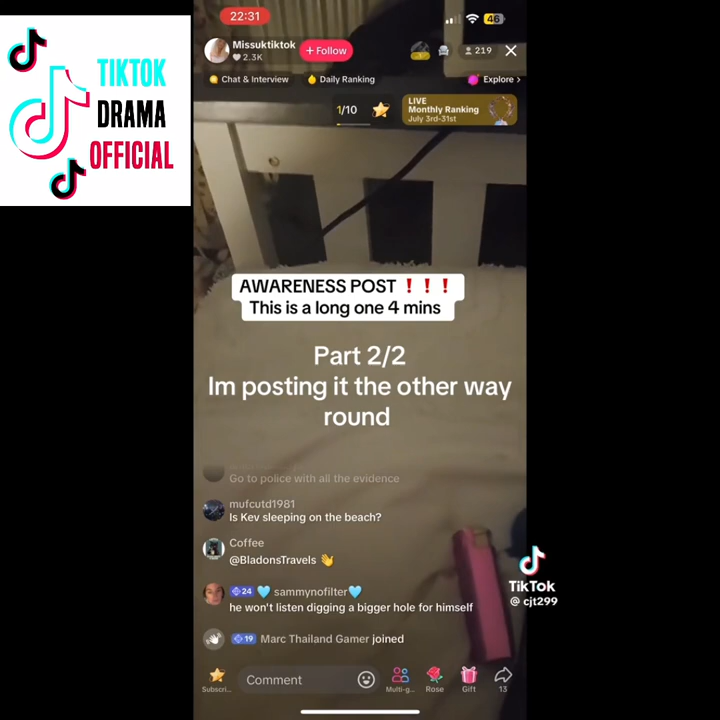 22:31
46
TIKTOK
DRAMA
OFFICIAL
Missuktiktok
2.3K
+ Follow
219
Chat & Interview
Daily Ranking
Explore >
1/10
LIVE
Monthly Ranking
July 3rd-31st
AWARENESS POST ❗❗❗
This is a long one 4 mins
Part 2/2
Im posting it the other way
round
Go to police with all the evidence
mufcutd1981
Is Kev sleeping on the beach?
Coffee
@BladonsTravels 👋
24 🩵 sammynofilter🩵
he won't listen digging a bigger hole for himself
19 Marc Thailand Gamer joined
TikTok
@ cjt299
Subscri...
Comment
Multi-g...
Rose
Gift
13